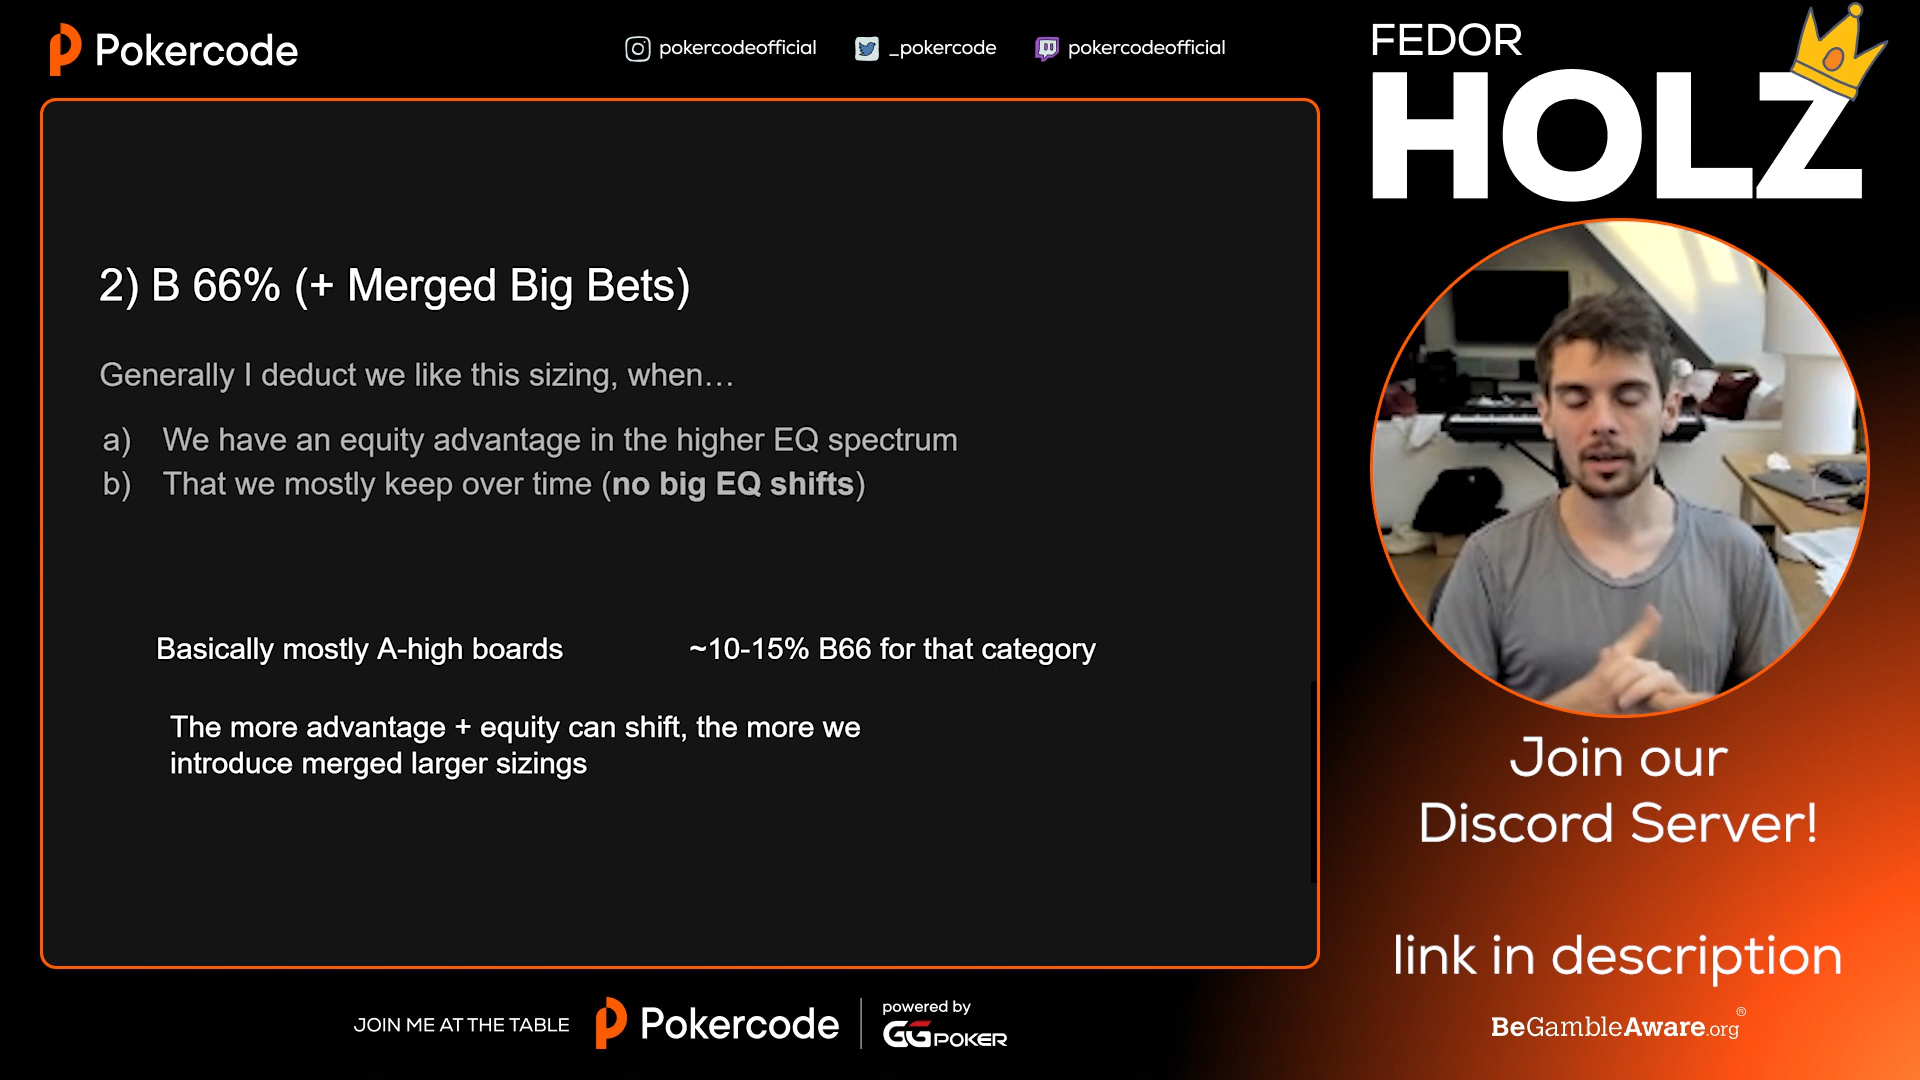 Pokercode
pokercodeofficial
_pokercode
pokercodeofficial
FEDOR
HOLZ
2) B 66% (+ Merged Big Bets)
Generally I deduct we like this sizing, when…
a) We have an equity advantage in the higher EQ spectrum
b) That we mostly keep over time (no big EQ shifts)
Basically mostly A-high boards
~10-15% B66 for that category
The more advantage + equity can shift, the more we
introduce merged larger sizings
Join our
Discord Server!
link in description
JOIN ME AT THE TABLE
Pokercode
powered by
GGPOKER
BeGambleAware.org®